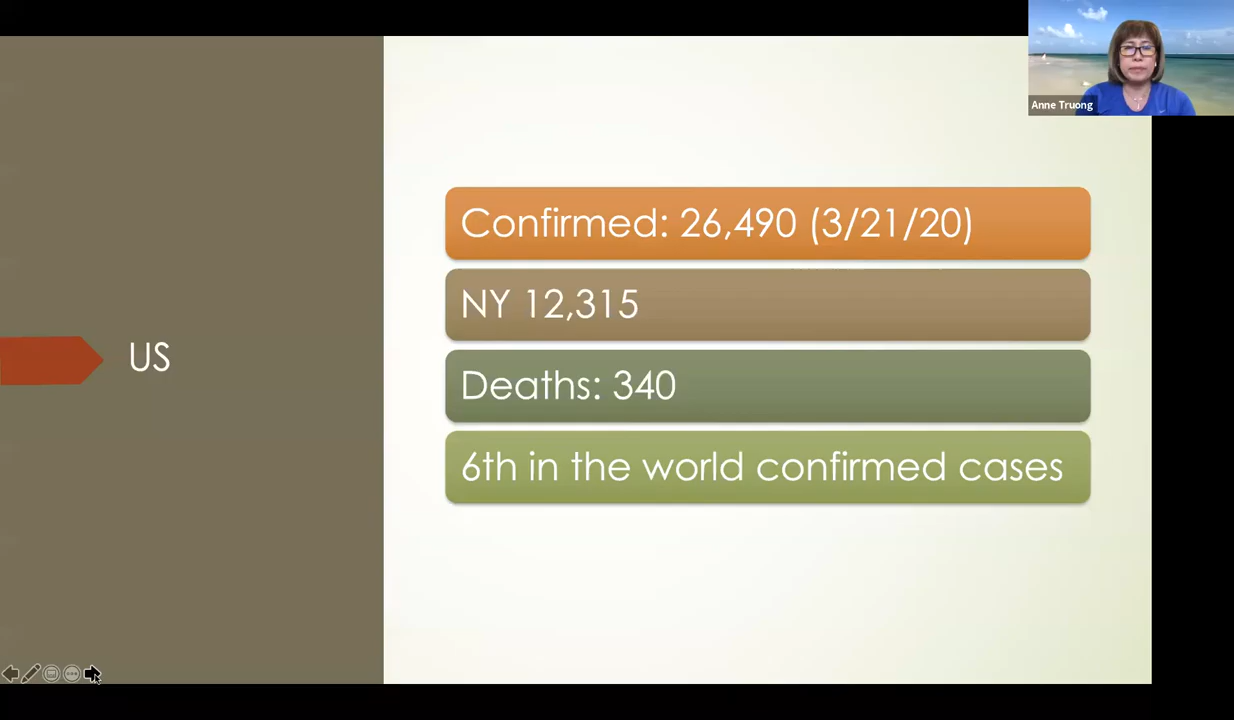 Anne Truong
US
Confirmed: 26,490 (3/21/20)
NY 12,315
Deaths: 340
6th in the world confirmed cases